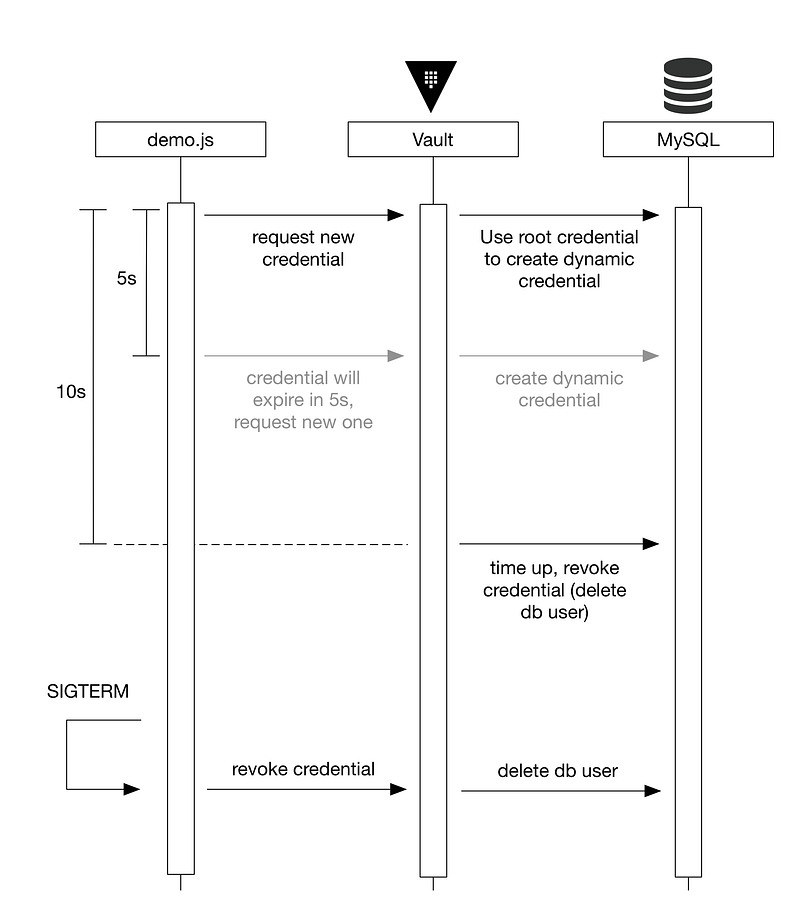 demo.js
Vault
MySQL
request new
credential
Use root credential
to create dynamic
credential
5s
credential will
expire in 5s,
request new one
create dynamic
credential
10s
time up, revoke
credential (delete
db user)
SIGTERM
revoke credential
delete db user